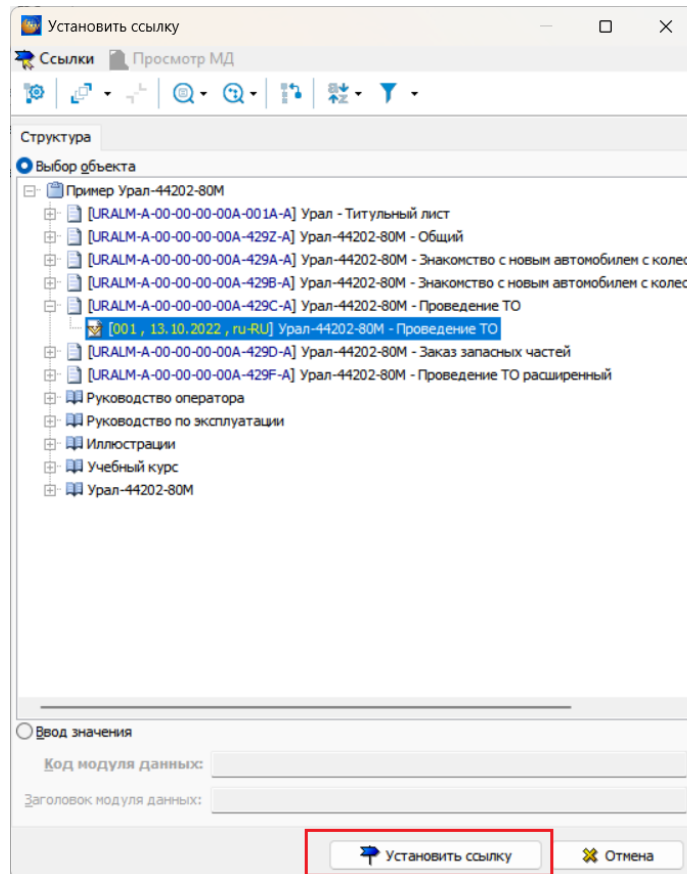 Установить ссылку
Ссылки Просмотр МД
Структура
Выбор объекта
Пример Урал-44202-80М
[URALM-A-00-00-00-00A-001A-A] Урал - Титульный лист
[URALM-A-00-00-00-00A-429Z-A] Урал-44202-80М - Общий
[URALM-A-00-00-00-00A-429A-A] Урал-44202-80М - Знакомство с новым автомобилем с колес
[URALM-A-00-00-00-00A-429B-A] Урал-44202-80М - Знакомство с новым автомобилем с колес
[URALM-A-00-00-00-00A-429C-A] Урал-44202-80М - Проведение ТО
[001 , 13.10.2022 , ru-RU] Урал-44202-80М - Проведение ТО
[URALM-A-00-00-00-00A-429D-A] Урал-44202-80М - Заказ запасных частей
[URALM-A-00-00-00-00A-429F-A] Урал-44202-80М - Проведение ТО расширенный
Руководство оператора
Руководство по эксплуатации
Иллюстрации
Учебный курс
Урал-44202-80М
Ввод значения
Код модуля данных:
Заголовок модуля данных:
Установить ссылку Отмена